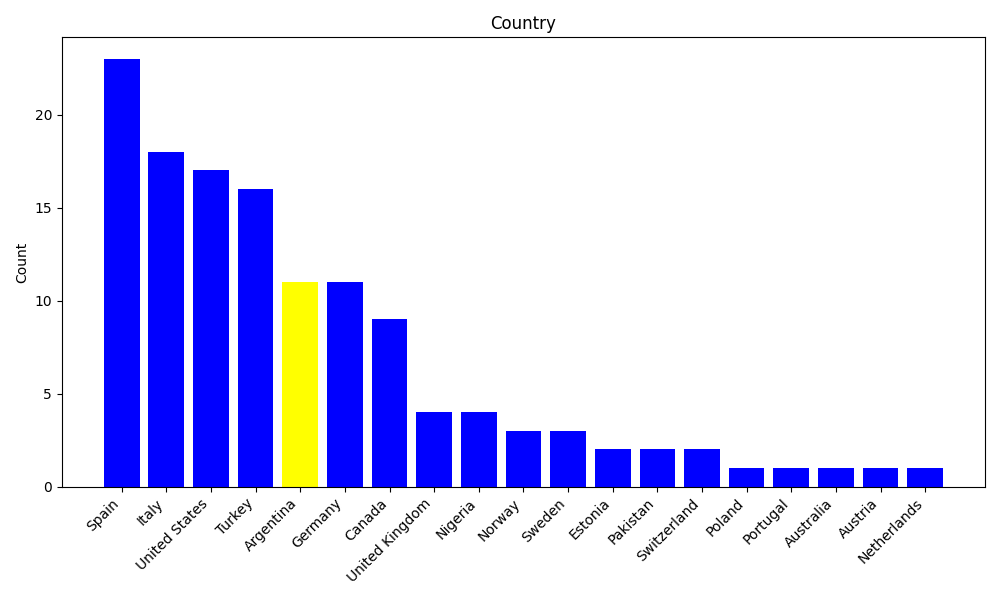 Country
Count
20
15
10
5
0
Spain
Italy
United States
Turkey
Argentina
Germany
Canada
United Kingdom
Nigeria
Norway
Sweden
Estonia
Pakistan
Switzerland
Poland
Portugal
Australia
Austria
Netherlands